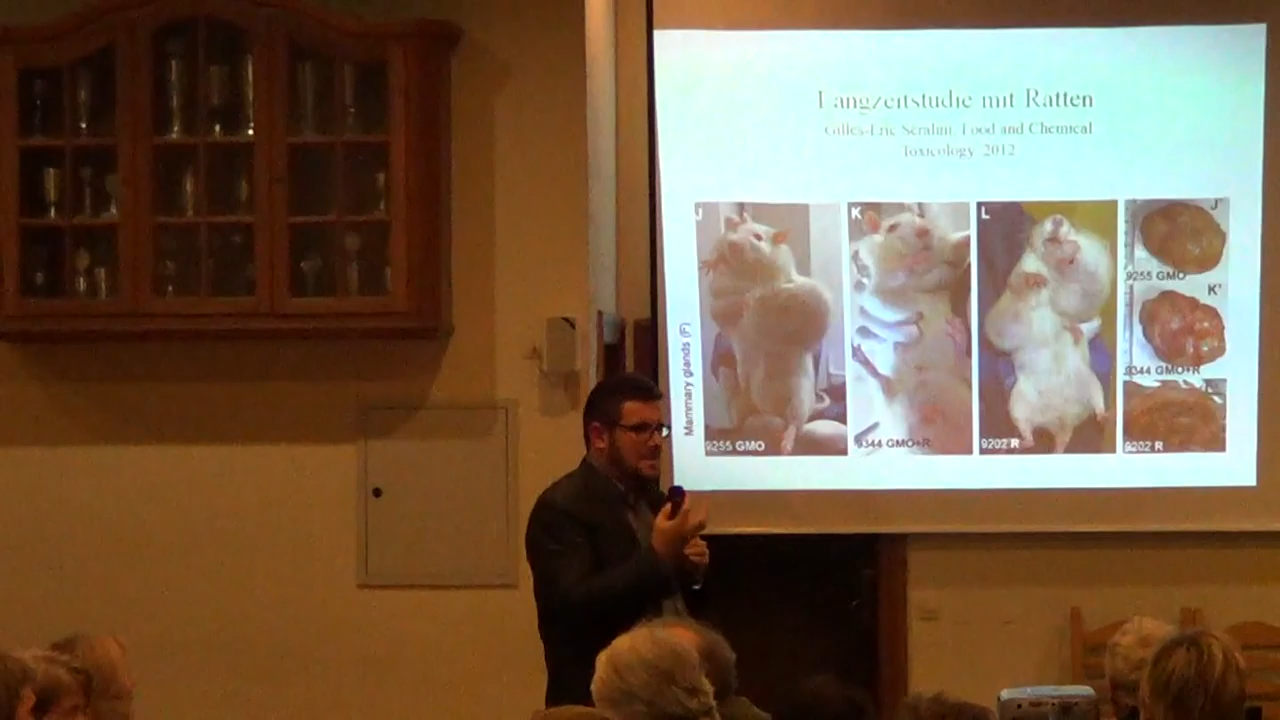 Langzeitstudie mit Ratten
Gilles-Eric Seralini, Food and Chemical
Toxicology 2012
J
K
L
J'
9255 GMO
K'
9344 GMO+R
Mammary glands (F)
9255 GMO
9344 GMO+R
9202 R
9202 R